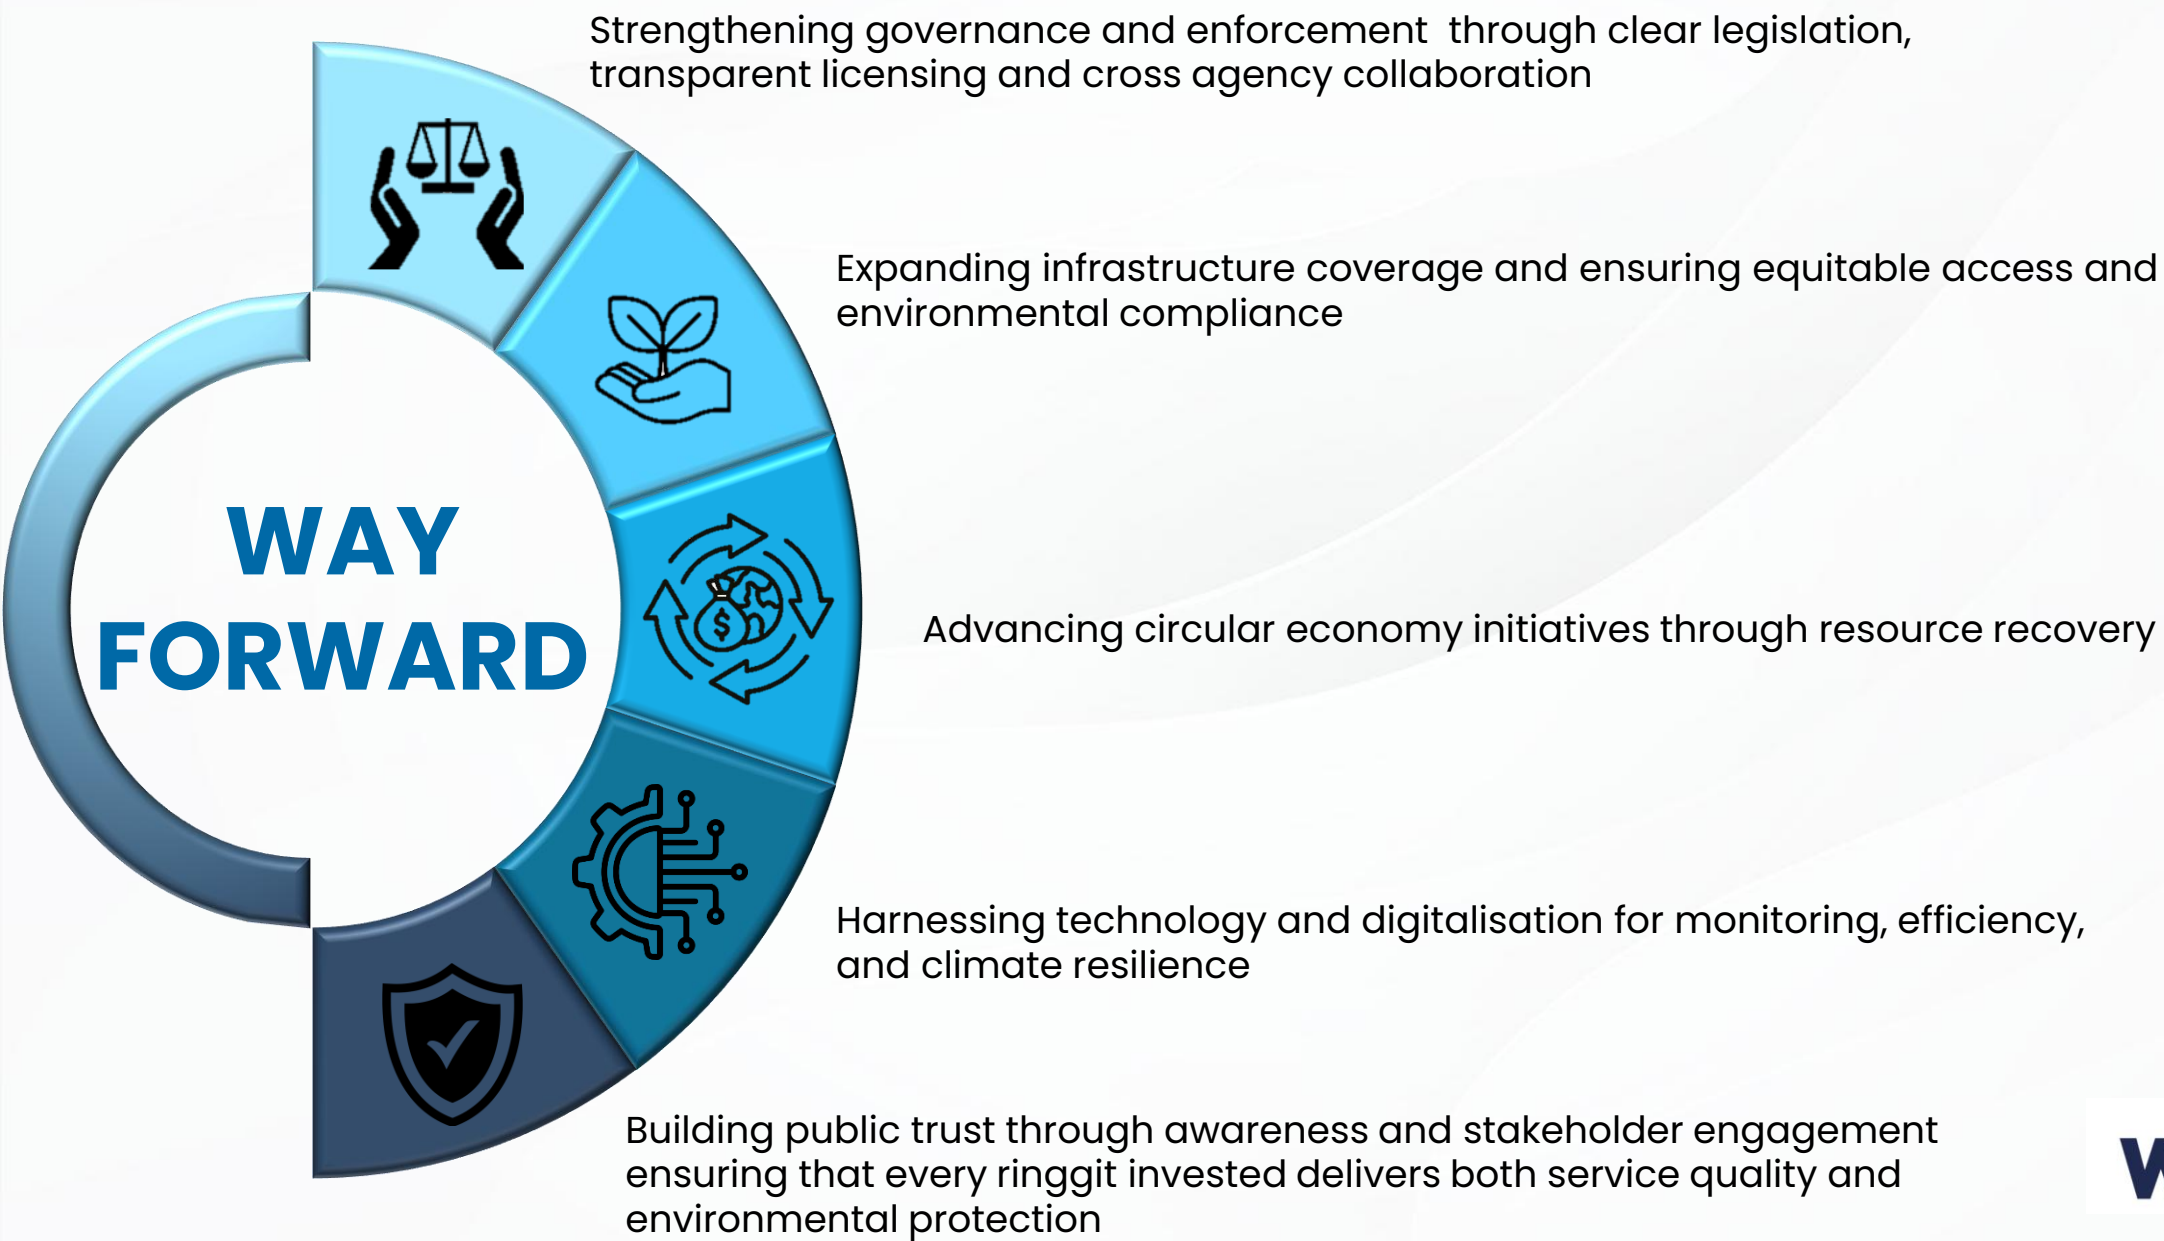 Strengthening governance and enforcement  through clear legislation,
transparent licensing and cross agency collaboration
Expanding infrastructure coverage and ensuring equitable access and
environmental compliance
WAY
FORWARD
$
Advancing circular economy initiatives through resource recovery
Harnessing technology and digitalisation for monitoring, efficiency,
and climate resilience
Building public trust through awareness and stakeholder engagement
ensuring that every ringgit invested delivers both service quality and
environmental protection